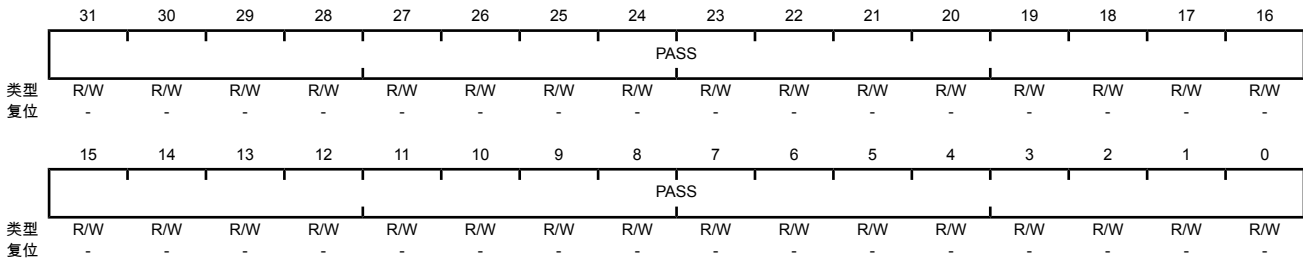 31 30 29 28 27 26 25 24 23 22 21 20 19 18 17 16
PASS
类型 R/W R/W R/W R/W R/W R/W R/W R/W R/W R/W R/W R/W R/W R/W R/W R/W
复位 - - - - - - - - - - - - - - - -
15 14 13 12 11 10 9 8 7 6 5 4 3 2 1 0
PASS
类型 R/W R/W R/W R/W R/W R/W R/W R/W R/W R/W R/W R/W R/W R/W R/W R/W
复位 - - - - - - - - - - - - - - - -